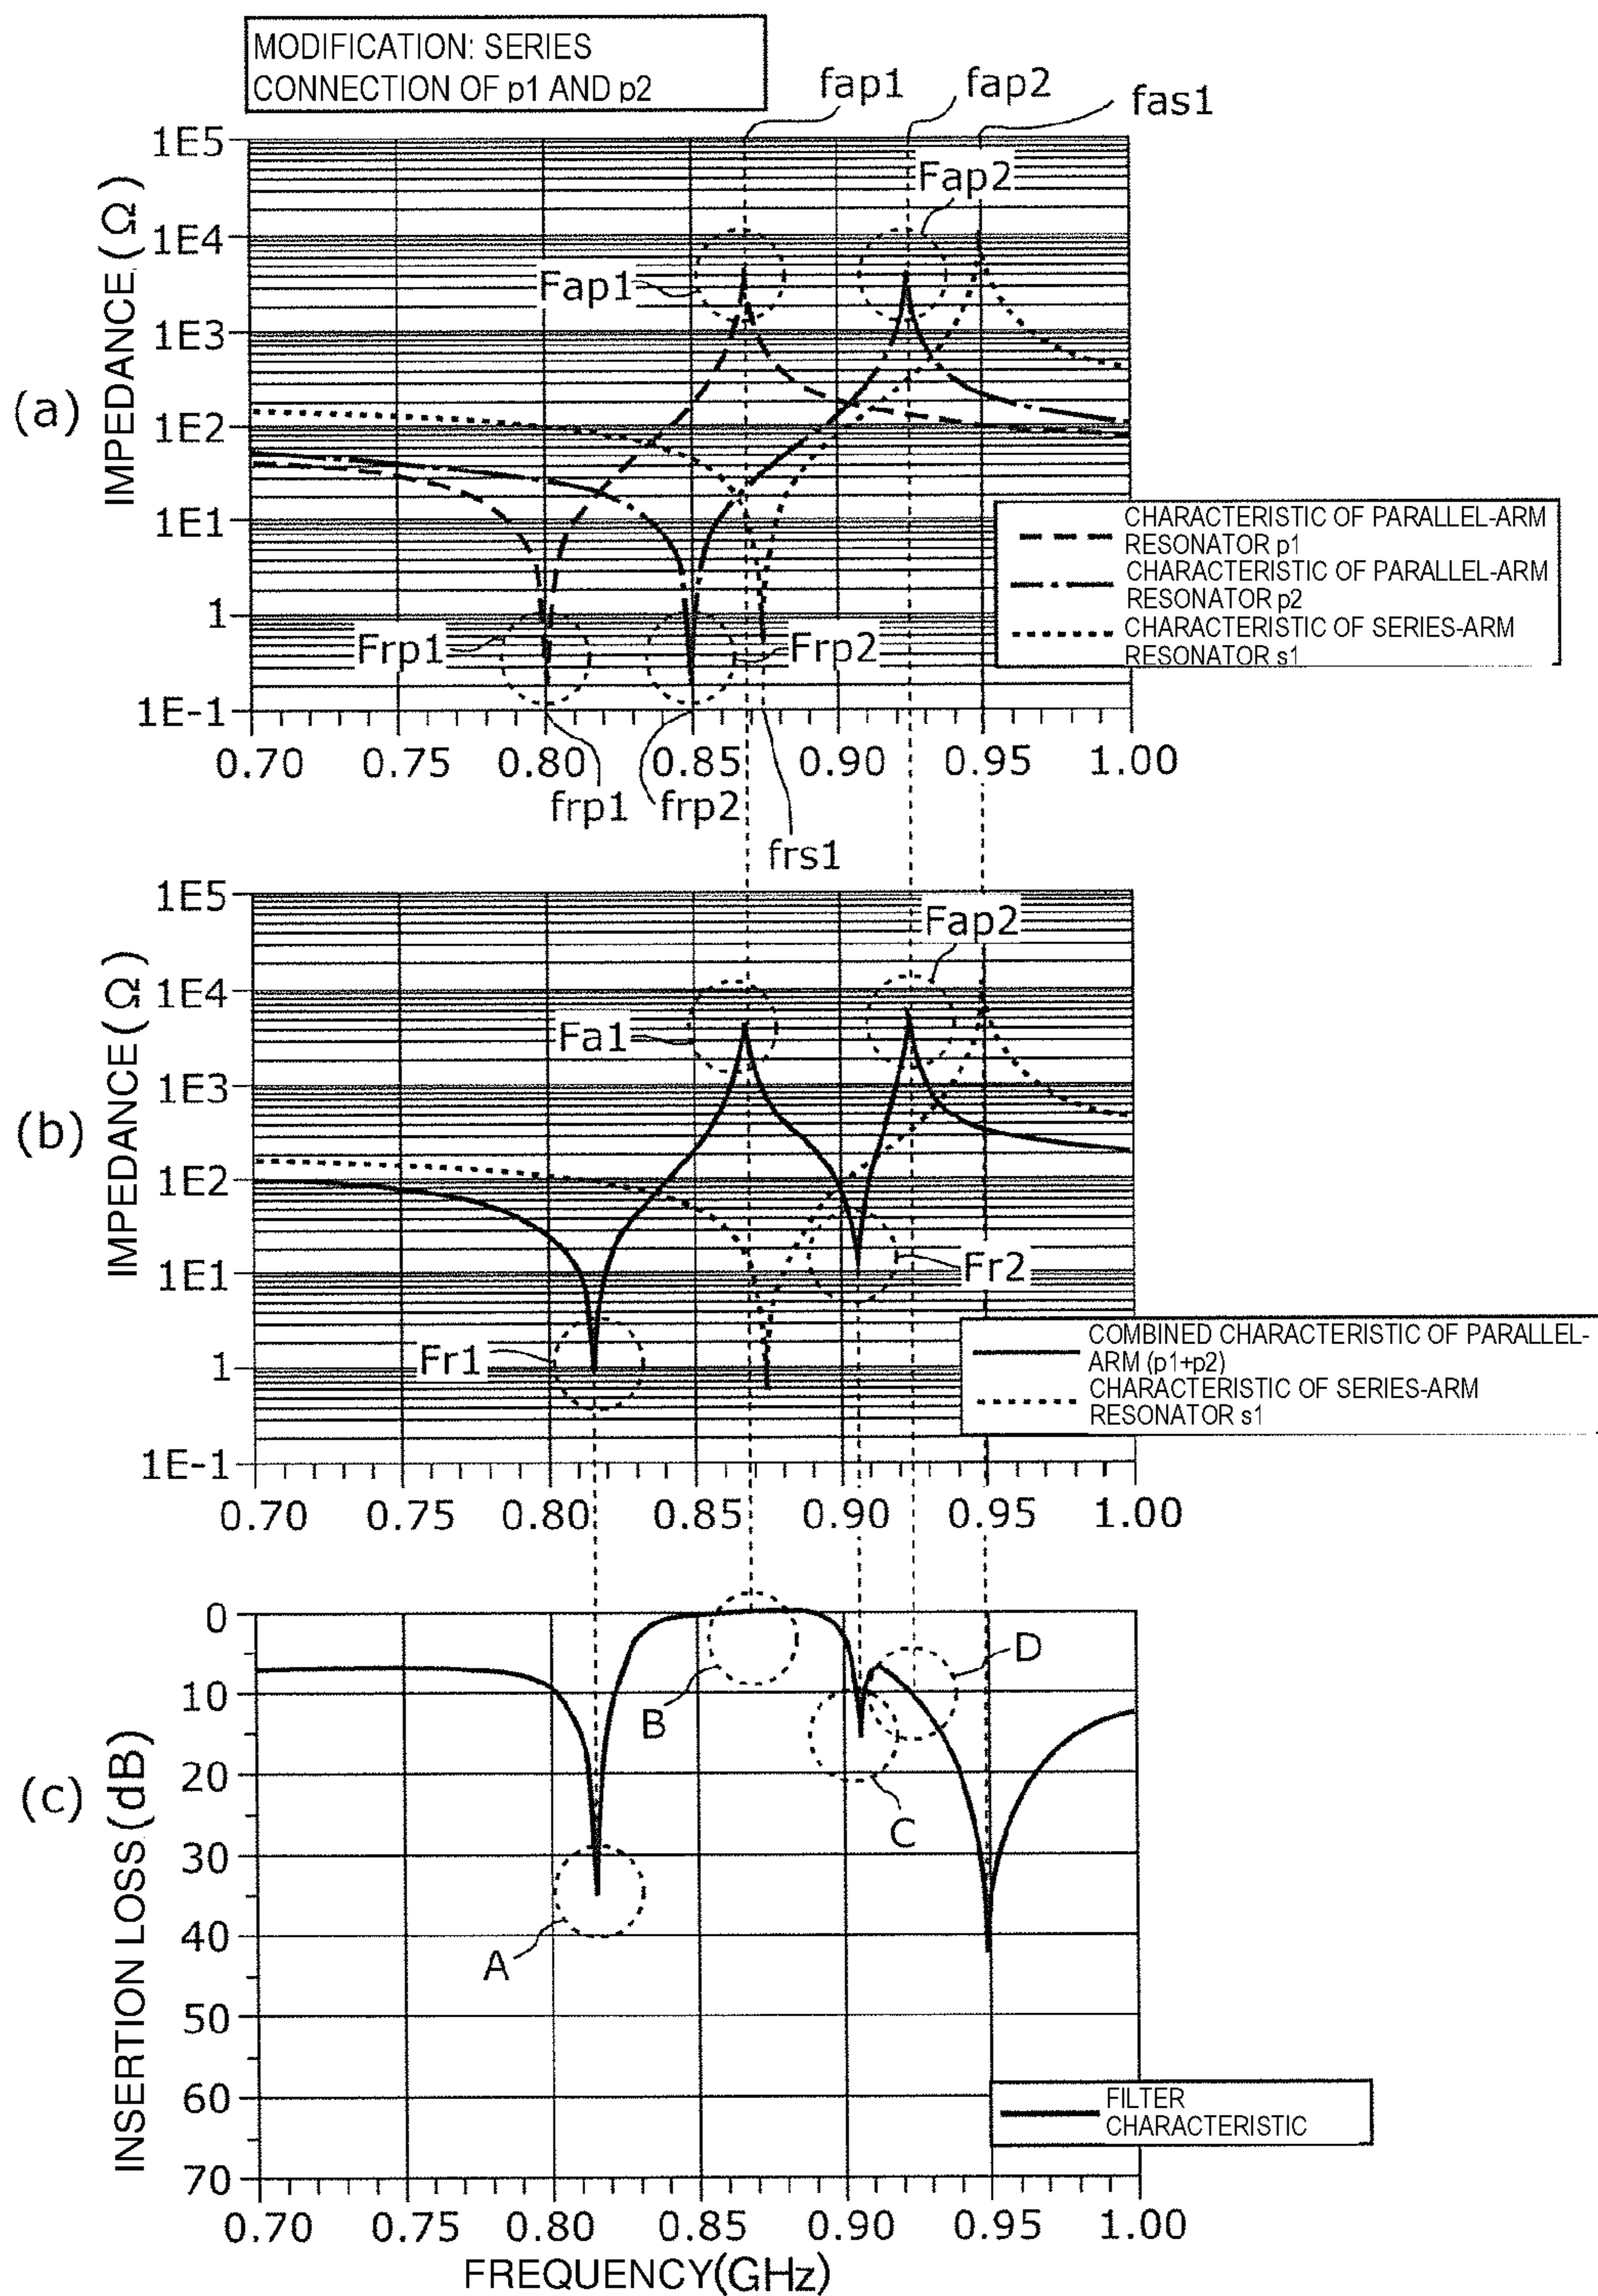 MODIFICATION: SERIES
CONNECTION OF p1 AND p2
fap1
fap2
fas1
(a)
IMPEDANCE (Ω)
1E5
1E4
1E3
1E2
1E1
1
1E-1
Fap2
Fap1
Frp1
Frp2
CHARACTERISTIC OF PARALLEL-ARM
RESONATOR p1
CHARACTERISTIC OF PARALLEL-ARM
RESONATOR p2
CHARACTERISTIC OF SERIES-ARM
RESONATOR s1
0.70 0.75 0.80 0.85 0.90 0.95 1.00
frp1
frp2
frs1
(b)
IMPEDANCE (Ω)
1E5
1E4
1E3
1E2
1E1
1
1E-1
Fap2
Fa1
Fr2
Fr1
COMBINED CHARACTERISTIC OF PARALLEL-
ARM (p1+p2)
CHARACTERISTIC OF SERIES-ARM
RESONATOR s1
0.70 0.75 0.80 0.85 0.90 0.95 1.00
(c)
INSERTION LOSS (dB)
0
10
20
30
40
50
60
70
D
B
C
A
FILTER
CHARACTERISTIC
0.70 0.75 0.80 0.85 0.90 0.95 1.00
FREQUENCY(GHz)